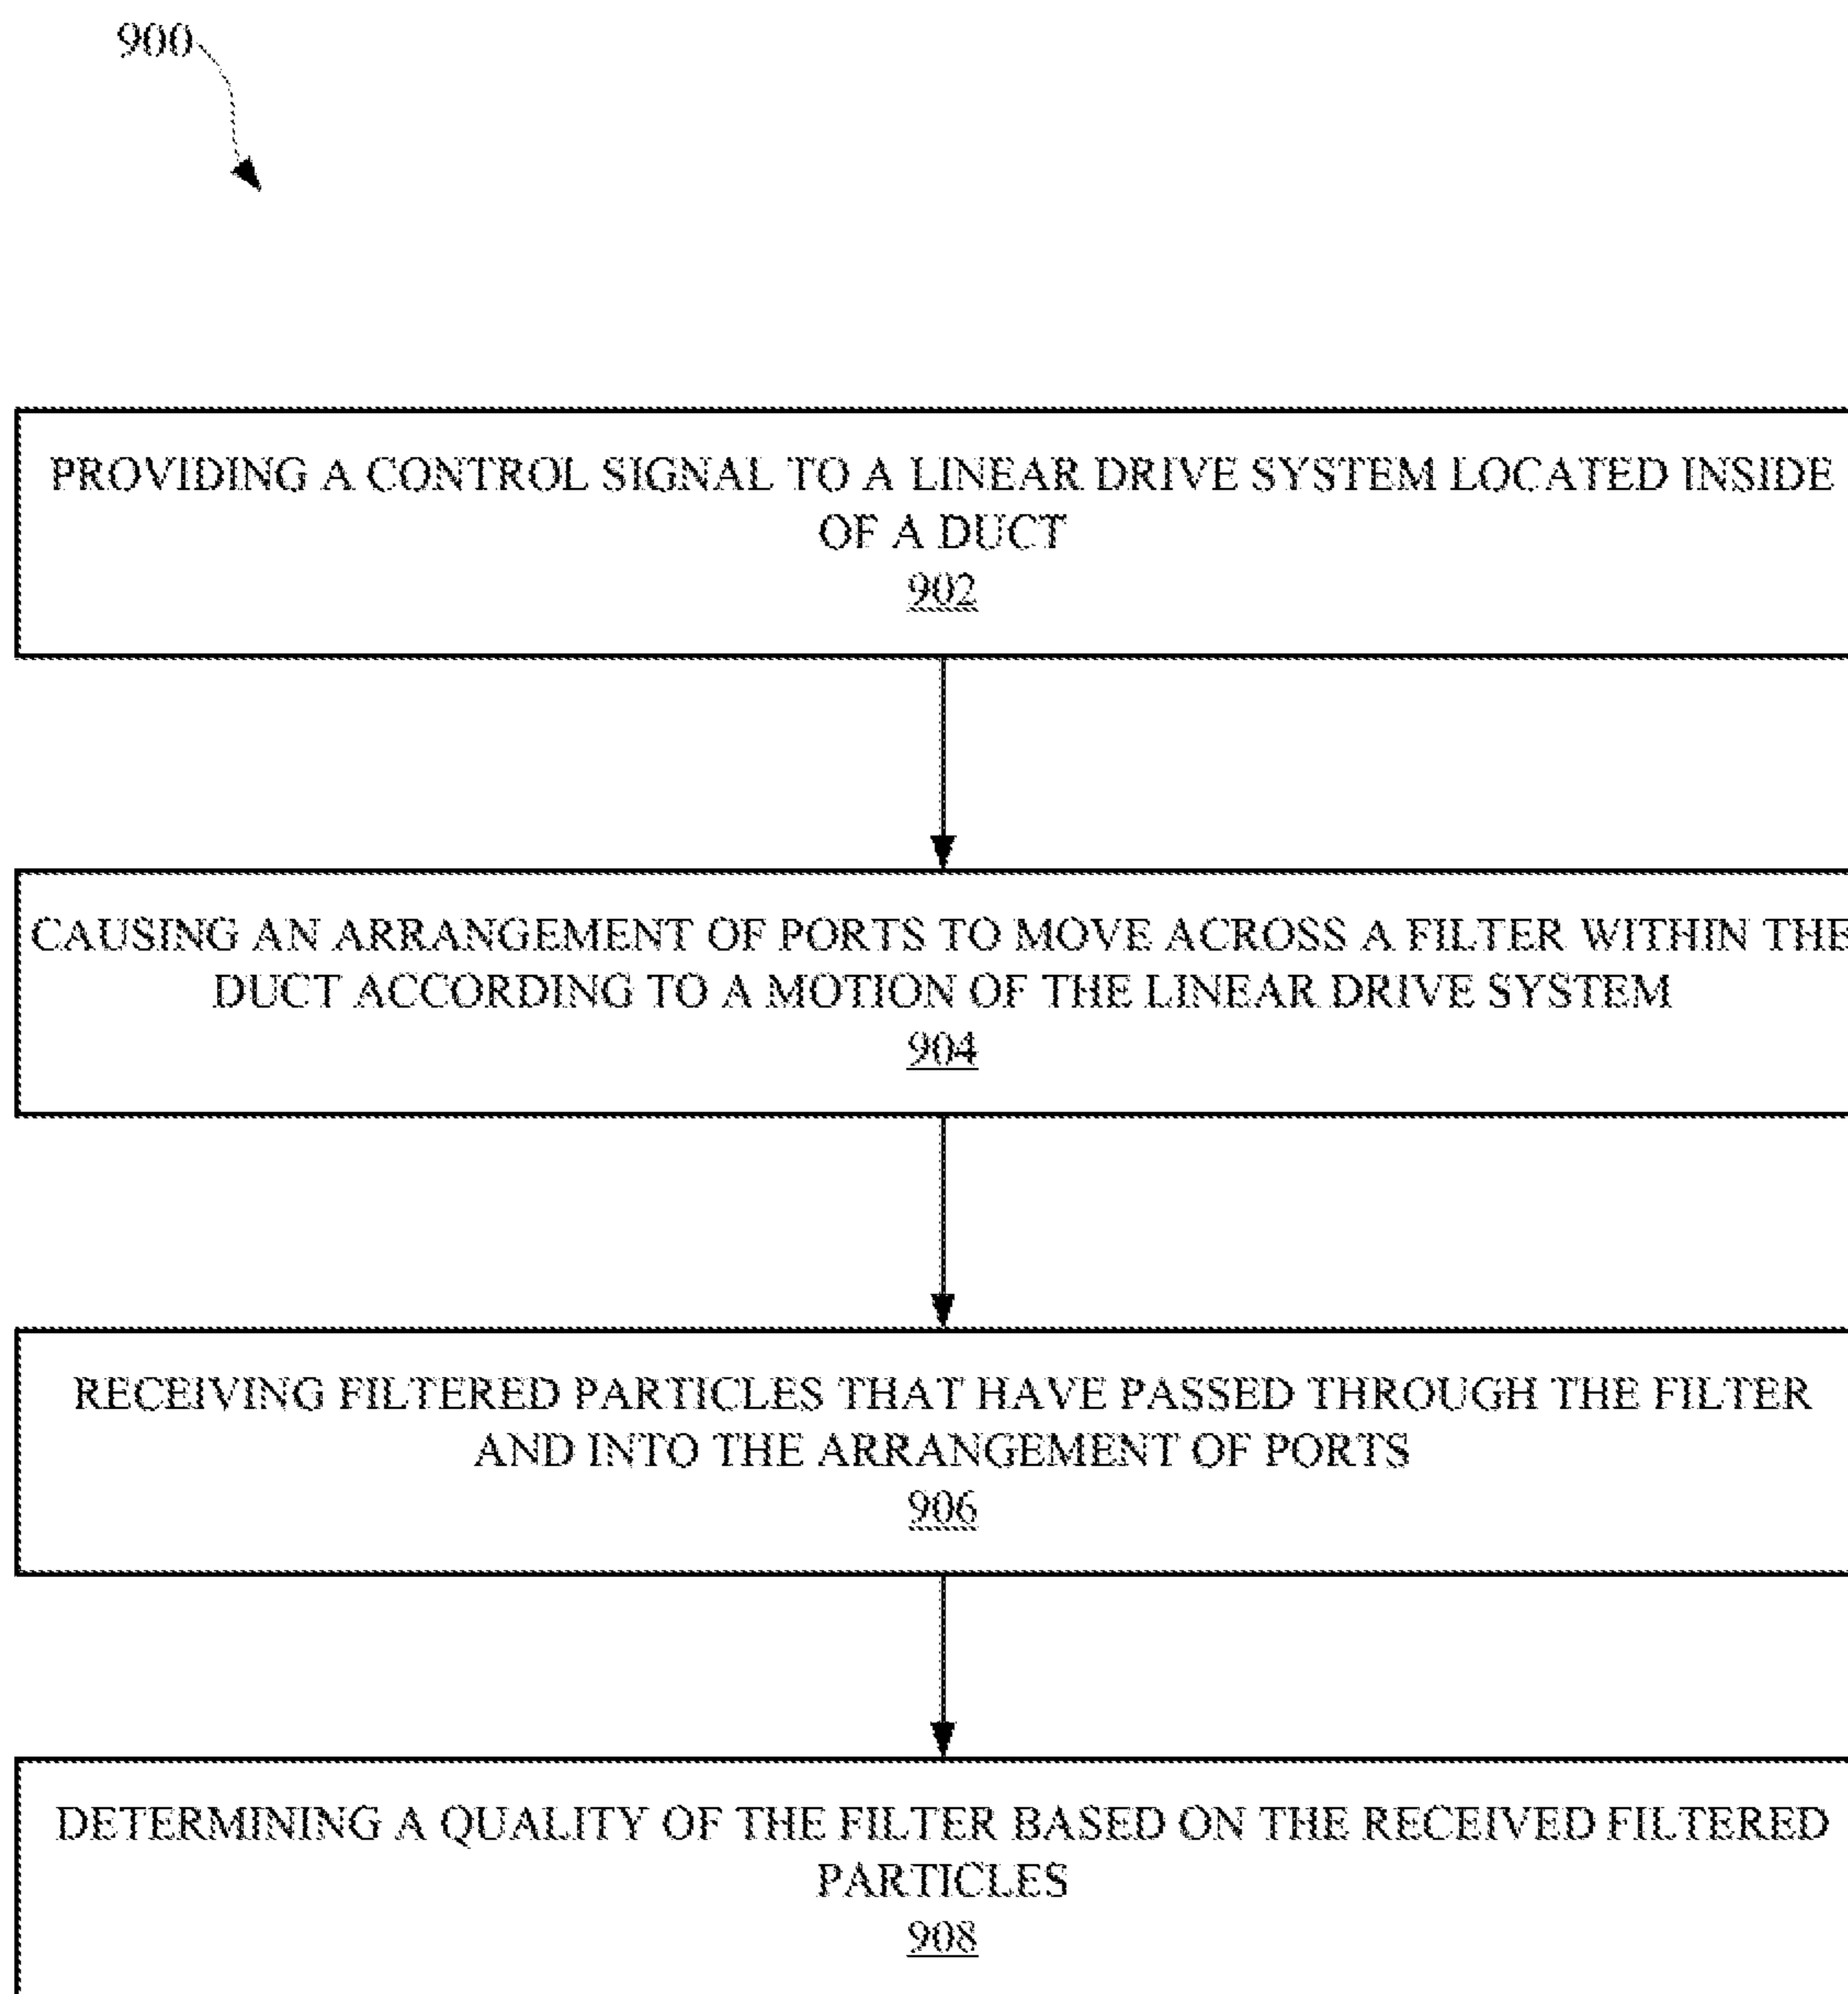 900
PROVIDING A CONTROL SIGNAL TO A LINEAR DRIVE SYSTEM LOCATED INSIDE
OF A DUCT
902
CAUSING AN ARRANGEMENT OF PORTS TO MOVE ACROSS A FILTER WITHIN THE
DUCT ACCORDING TO A MOTION OF THE LINEAR DRIVE SYSTEM
904
RECEIVING FILTERED PARTICLES THAT HAVE PASSED THROUGH THE FILTER
AND INTO THE ARRANGEMENT OF PORTS
906
DETERMINING A QUALITY OF THE FILTER BASED ON THE RECEIVED FILTERED
PARTICLES
908